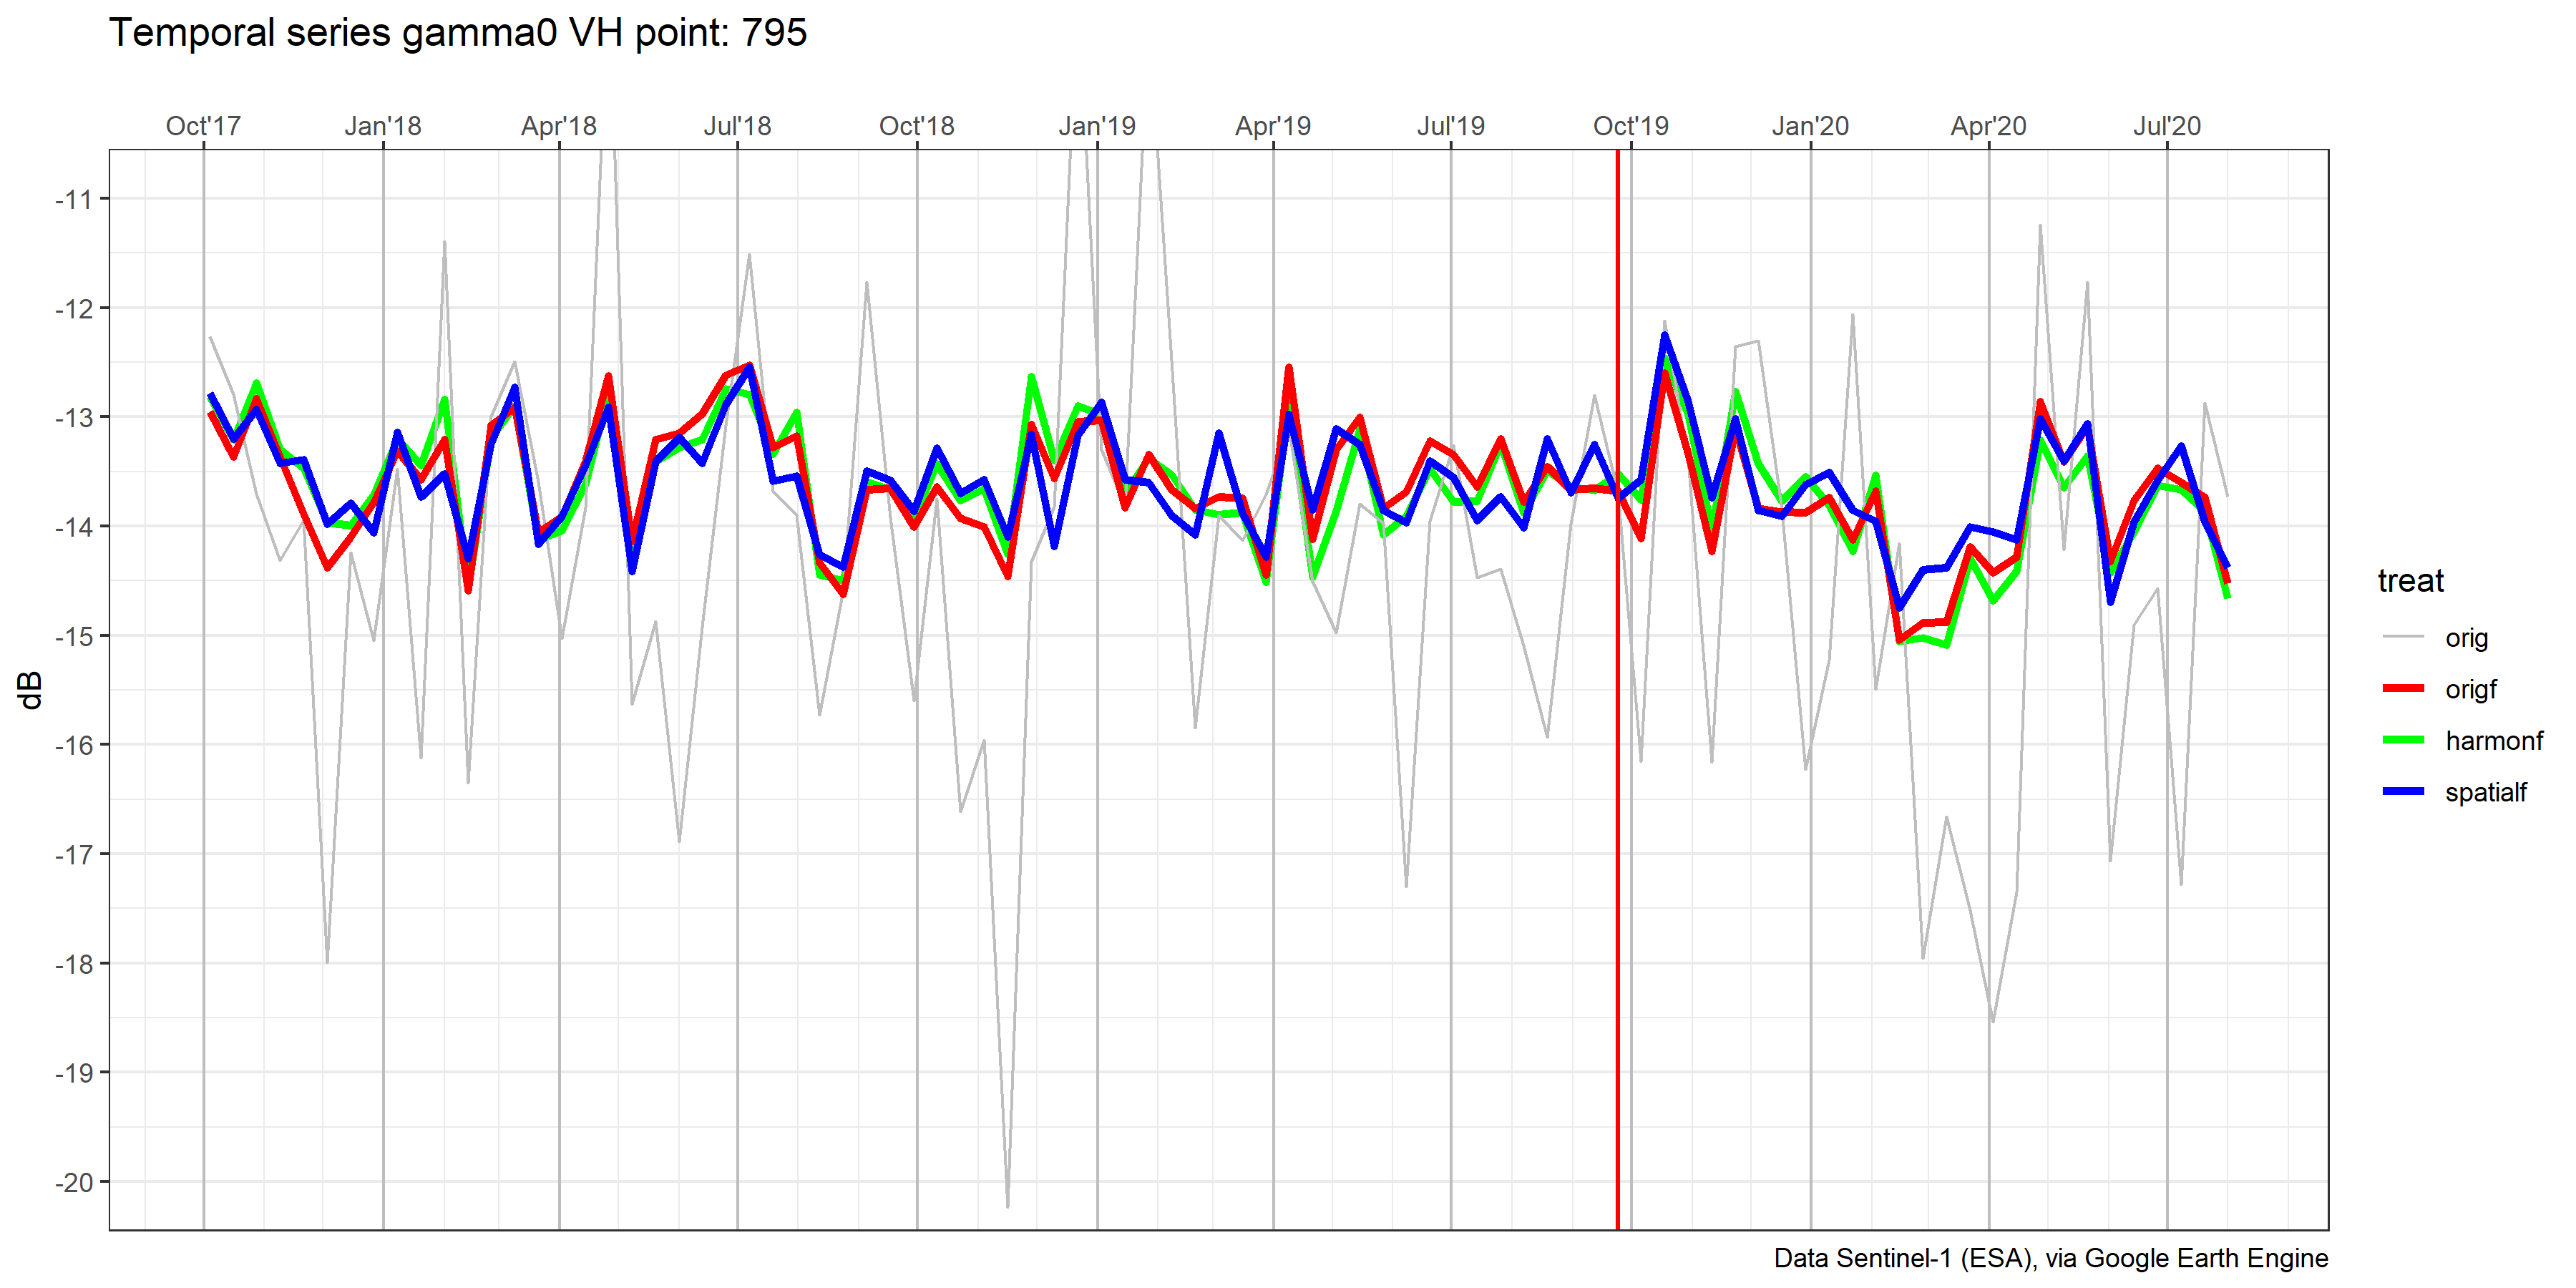 Temporal series gamma0 VH point: 795
Oct'17 Jan'18 Apr'18 Jul'18 Oct'18 Jan'19 Apr'19 Jul'19 Oct'19 Jan'20 Apr'20 Jul'20
-11
-12
-13
-14
-15
-16
-17
-18
-19
-20
dB
treat
orig
origf
harmonf
spatialf
Data Sentinel-1 (ESA), via Google Earth Engine